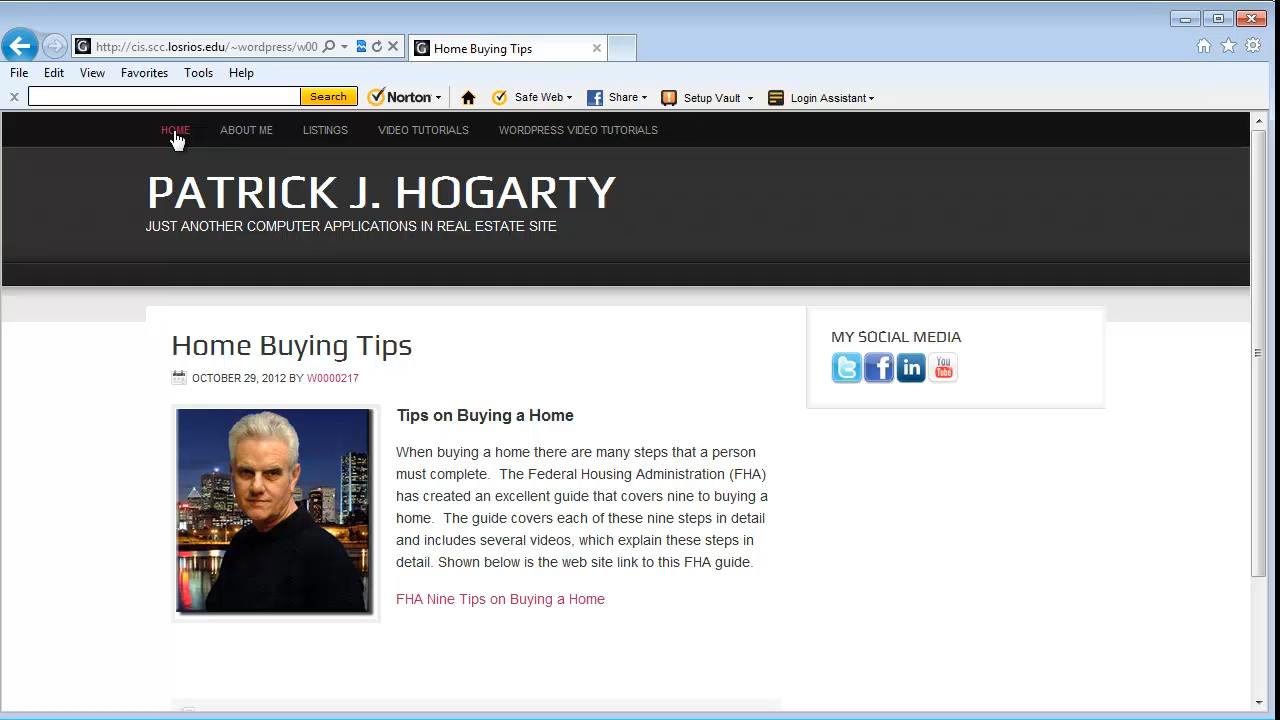 http://cis.scc.losrios.edu/~wordpress/w00
Home Buying Tips
File Edit View Favorites Tools Help
Search Norton Safe Web Share Setup Vault Login Assistant
HOME ABOUT ME LISTINGS VIDEO TUTORIALS WORDPRESS VIDEO TUTORIALS
PATRICK J. HOGARTY
JUST ANOTHER COMPUTER APPLICATIONS IN REAL ESTATE SITE
Home Buying Tips
OCTOBER 29, 2012 BY W0000217
Tips on Buying a Home
When buying a home there are many steps that a person
must complete. The Federal Housing Administration (FHA)
has created an excellent guide that covers nine to buying a
home. The guide covers each of these nine steps in detail
and includes several videos, which explain these steps in
detail. Shown below is the web site link to this FHA guide.
FHA Nine Tips on Buying a Home
MY SOCIAL MEDIA
You Tube